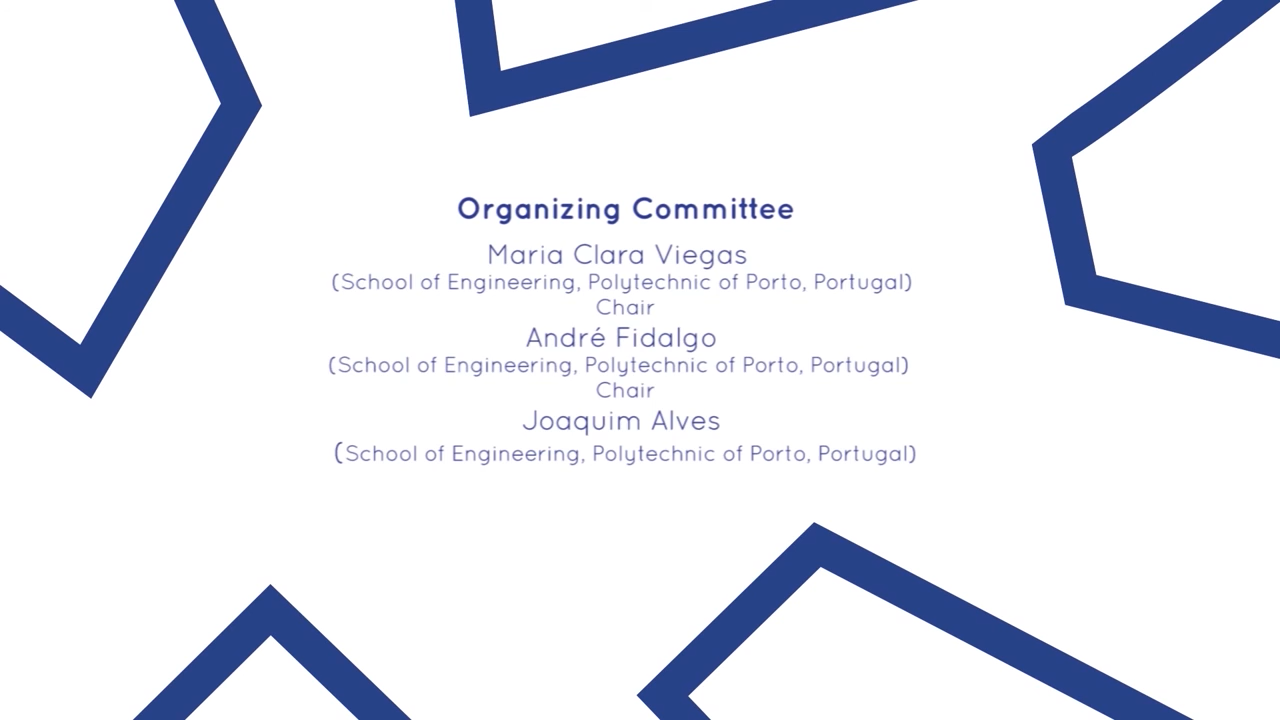 Organizing Committee
Maria Clara Viegas
(School of Engineering, Polytechnic of Porto, Portugal)
Chair
André Fidalgo
(School of Engineering, Polytechnic of Porto, Portugal)
Chair
Joaquim Alves
(School of Engineering, Polytechnic of Porto, Portugal)